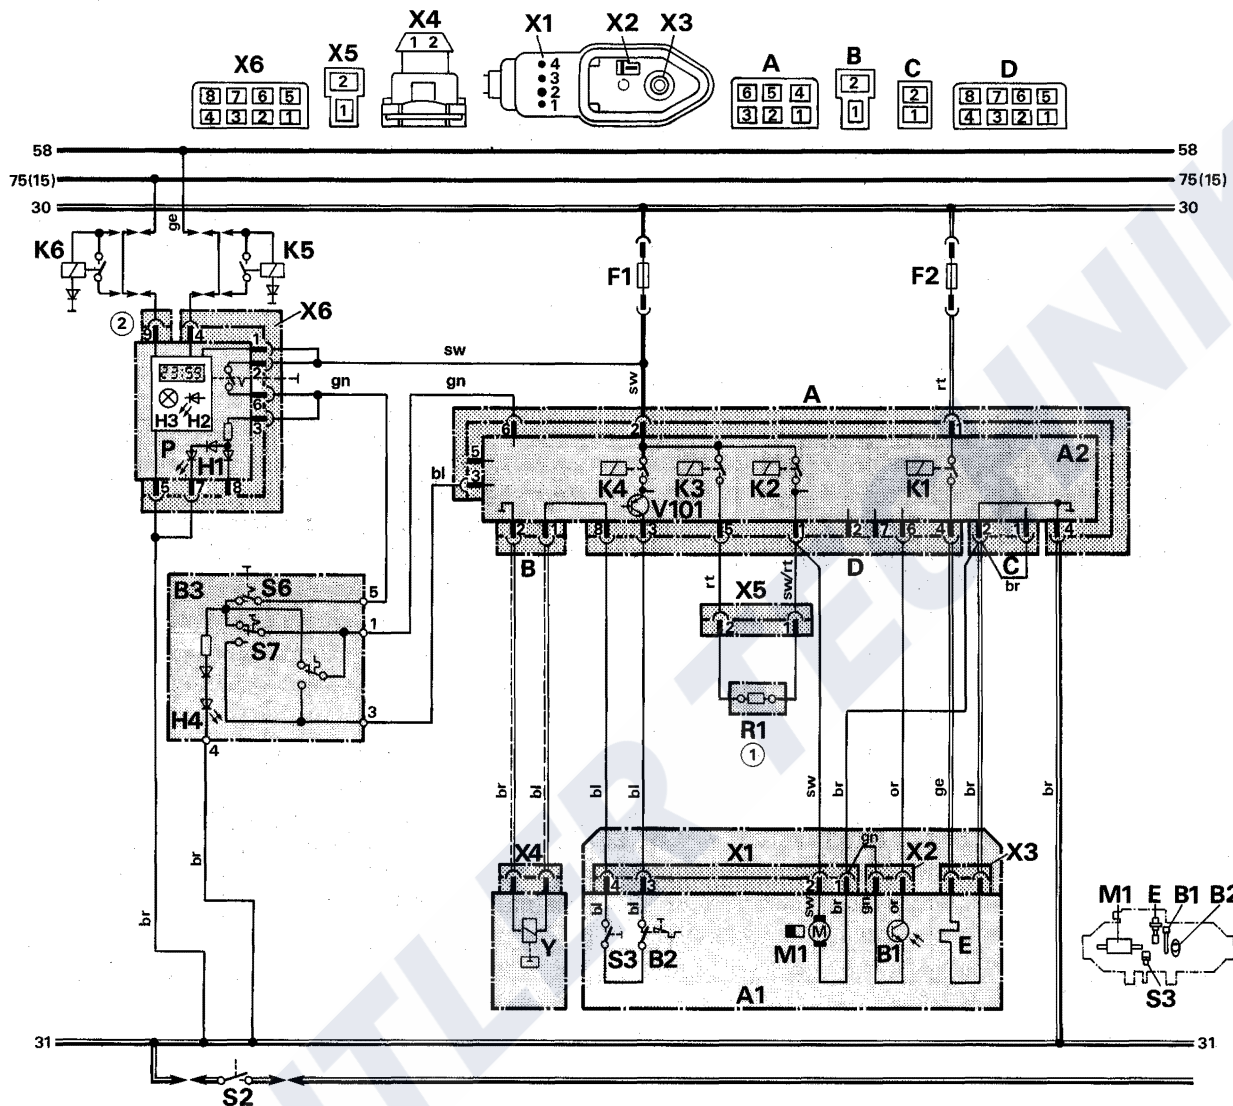 X6
X5
X4
X1
X2
X3
A
B
C
D
8 7 6 5
4 3 2 1
2
1
1 2
4
3
2
1
6 5 4
3 2 1
2
1
2
1
8 7 6 5
4 3 2 1
58
58
75(15)
75(15)
30
30
ge
K6
K5
F1
F2
X6
2
9
4
1
sw
2
23:59
gn
gn
sw
rt
6
H3 H2
3
A
P
H1
6
2
1
5
A2
bl
3
K4
K3
K2
K1
V101
5
7
8
2
1
8
3
5
1
2
7
6
4
2
1
4
B
D
C
br
rt
sw/rt
B3
S6
5
X5
1
2
1
S7
R1
1
H4
3
4
br
bl
bl
bl
sw
br
or
ge
br
br
br
gn
X4
X1
X2
X3
4
3
2
1
bl
bl
sw
br
gn
or
br
Y
S3
B2
M1
M
B1
E
A1
M1 E B1 B2
S3
31
31
S2
TLER TECHNIK